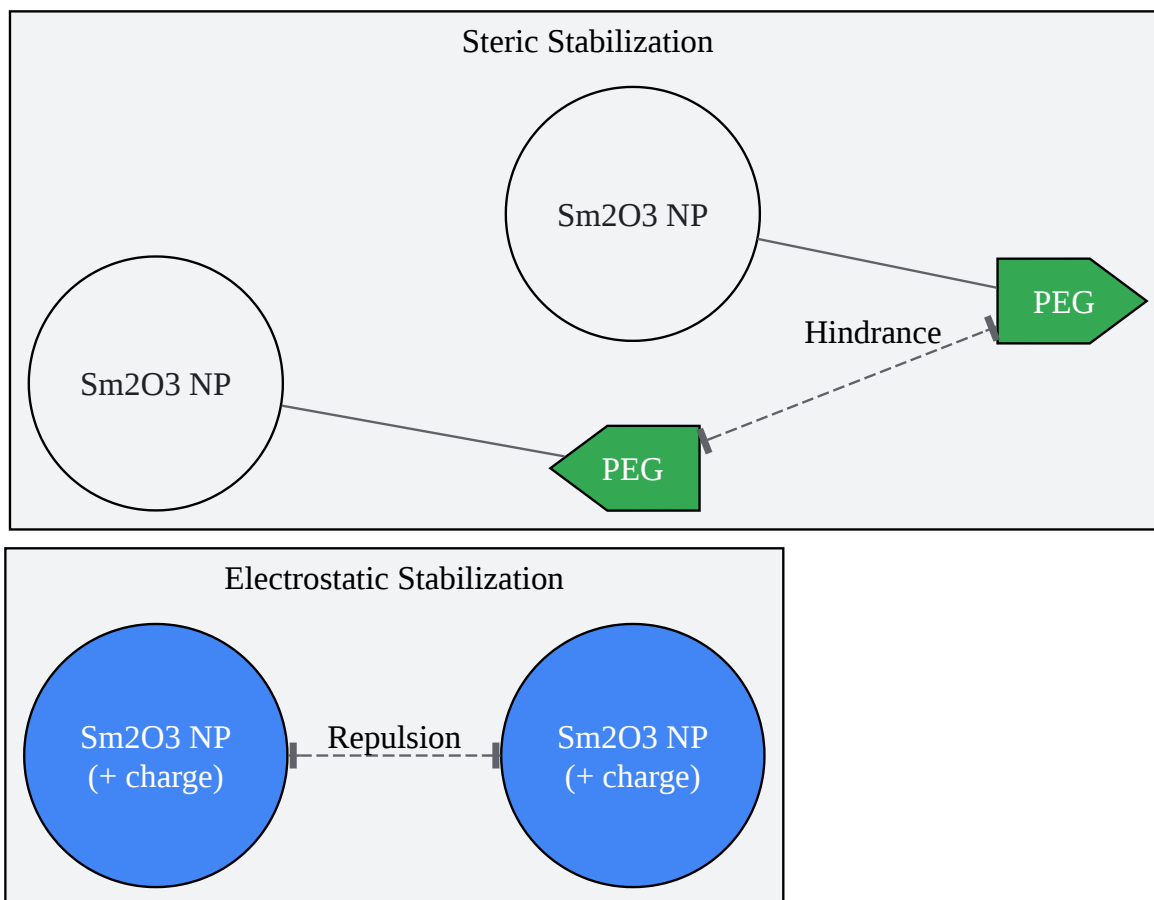 Steric Stabilization
Sm2O3 NP
PEG
Hindrance
Sm2O3 NP
PEG
Electrostatic Stabilization
Sm2O3 NP
(+ charge)
Repulsion
Sm2O3 NP
(+ charge)